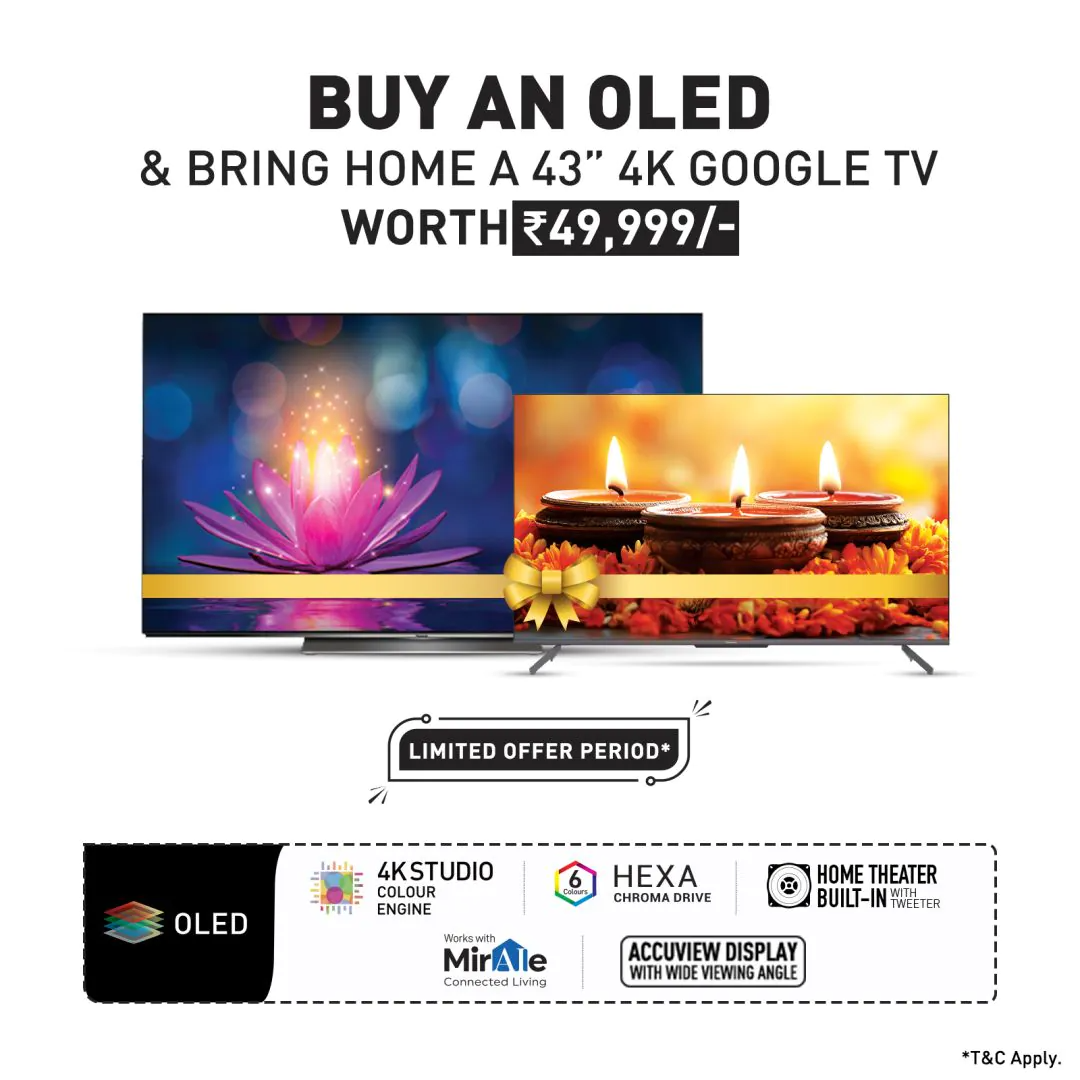 BUY AN OLED
& BRING HOME A 43” 4K GOOGLE TV
WORTH ₹49,999/-
LIMITED OFFER PERIOD*
OLED
4K STUDIO
COLOUR
ENGINE
6
Colours
HEXA
CHROMA DRIVE
HOME THEATER
BUILT-IN WITH TWEETER
Works with
MirAIe
Connected Living
ACCUVIEW DISPLAY
WITH WIDE VIEWING ANGLE
*T&C Apply.